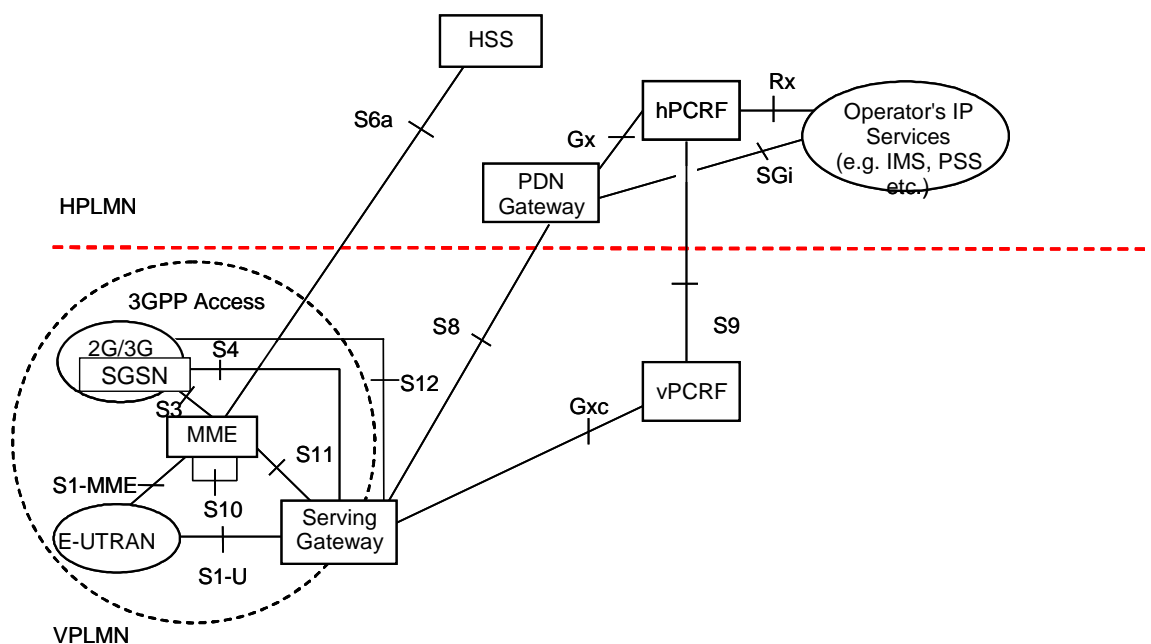 HSS
S6a
hPCRF
Rx
Operator's IP
Services
(e.g. IMS, PSS
etc.)
Gx
PDN
Gateway
SGi
HPLMN
3GPP Access
2G/3G
SGSN
S4
S8
S9
S12
S3
MME
vPCRF
Gxc
S11
S1-MME
S10
E-UTRAN
Serving
Gateway
S1-U
VPLMN